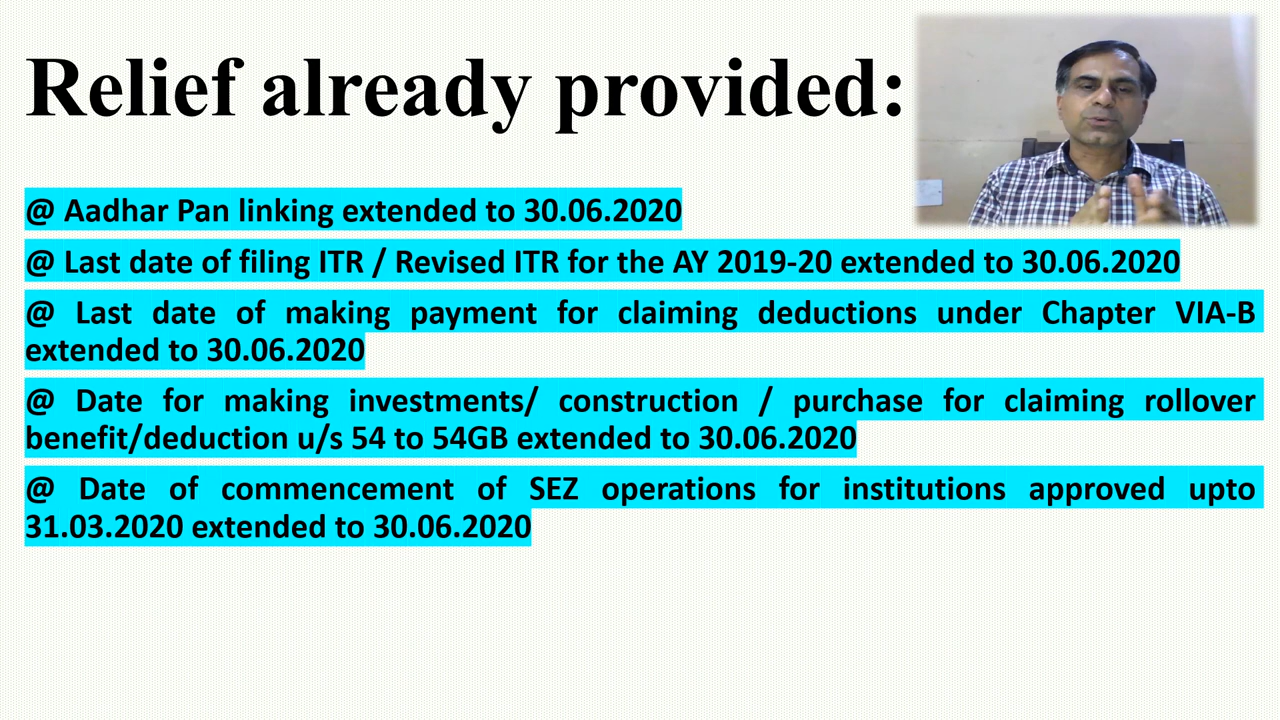 Relief already provided:
@ Aadhar Pan linking extended to 30.06.2020
@ Last date of filing ITR / Revised ITR for the AY 2019-20 extended to 30.06.2020
@ Last date of making payment for claiming deductions under Chapter VIA-B
extended to 30.06.2020
@ Date for making investments/ construction / purchase for claiming rollover
benefit/deduction u/s 54 to 54GB extended to 30.06.2020
@ Date of commencement of SEZ operations for institutions approved upto
31.03.2020 extended to 30.06.2020